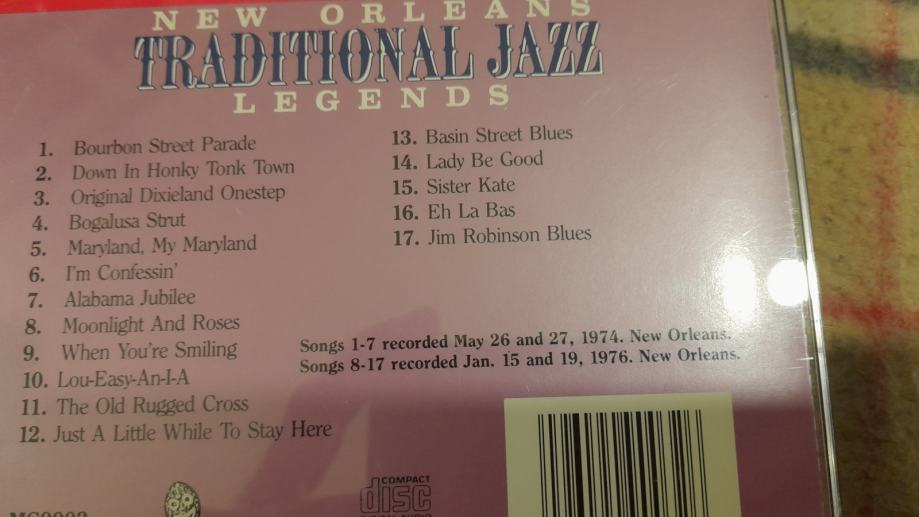 NEW ORLEANS
TRADITIONAL JAZZ
LEGENDS
1. Bourbon Street Parade
2. Down In Honky Tonk Town
3. Original Dixieland Onestep
4. Bogalusa Strut
5. Maryland, My Maryland
6. I'm Confessin'
7. Alabama Jubilee
8. Moonlight And Roses
9. When You're Smiling
10. Lou-Easy-An-I-A
11. The Old Rugged Cross
12. Just A Little While To Stay Here
13. Basin Street Blues
14. Lady Be Good
15. Sister Kate
16. Eh La Bas
17. Jim Robinson Blues
Songs 1-7 recorded May 26 and 27, 1974. New Orleans.
Songs 8-17 recorded Jan. 15 and 19, 1976. New Orleans.
COMPACT
disc